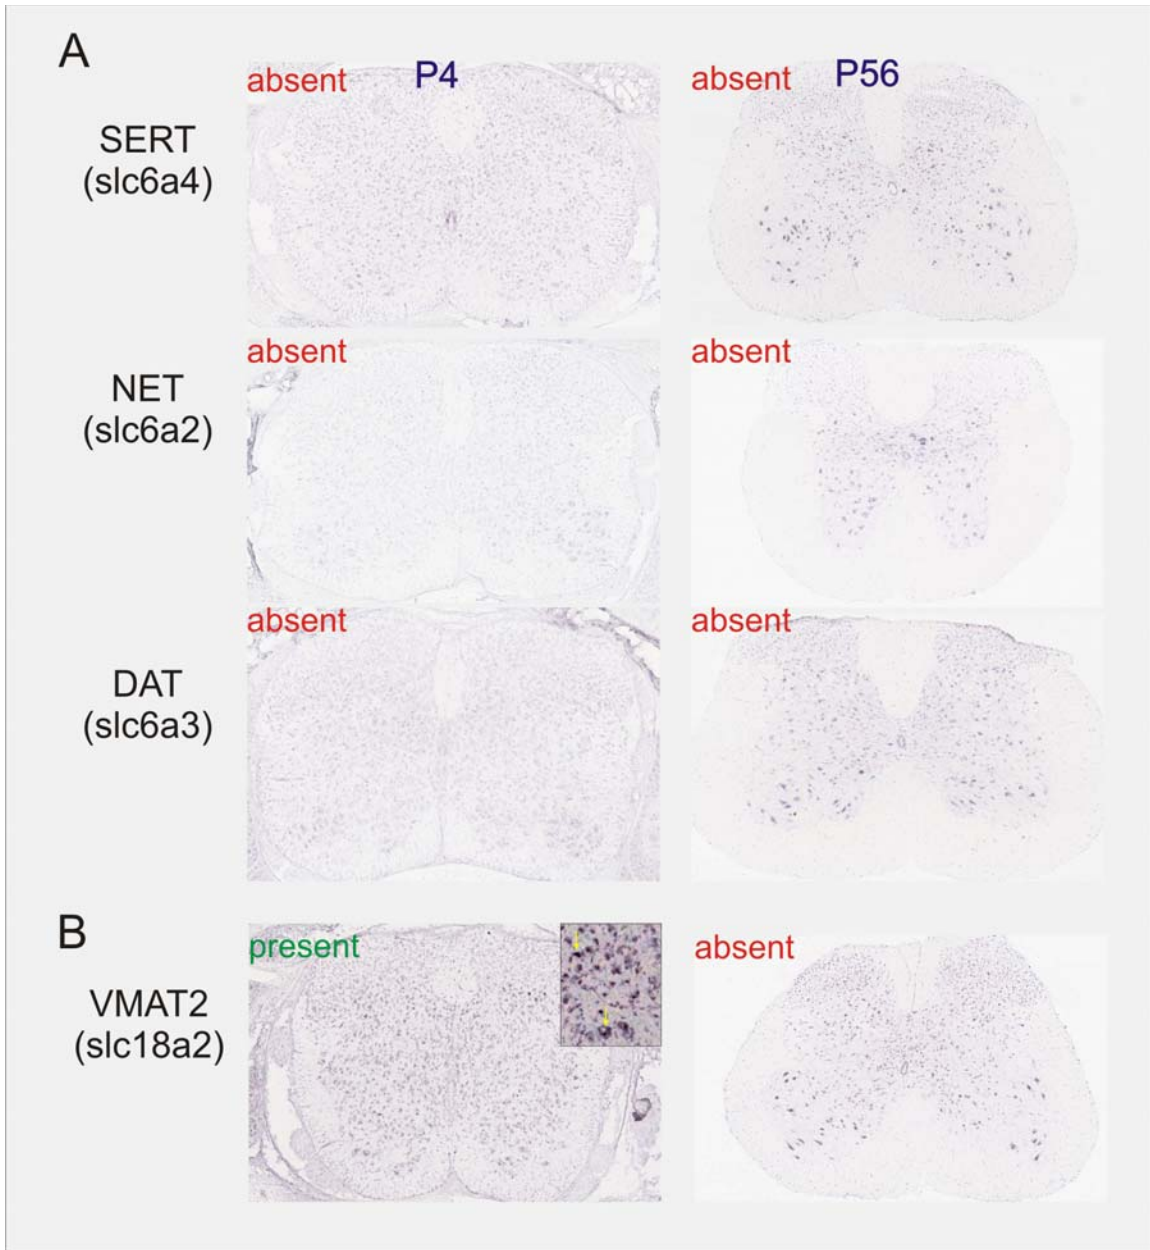 A
P4
P56
absent
absent
SERT
(slc6a4)
absent
absent
NET
(slc6a2)
absent
absent
DAT
(slc6a3)
B
present
absent
VMAT2
(slc18a2)